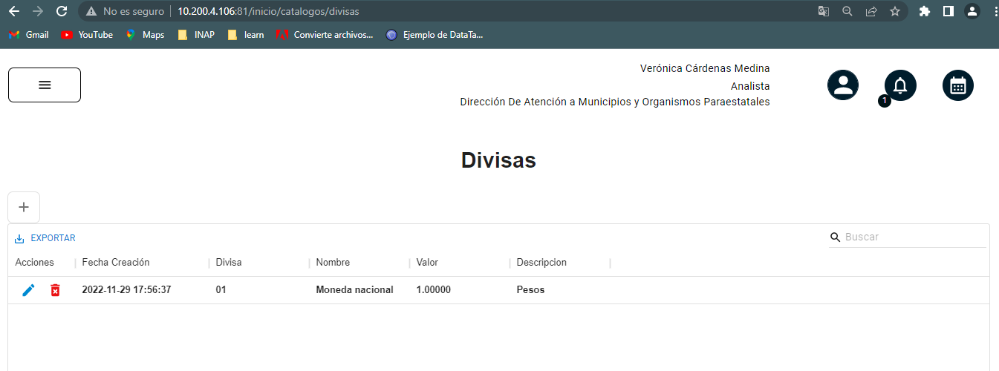 No es seguro 10.200.4.106:81/inicio/catalogos/divisas
Gmail YouTube Maps INAP learn Convierte archivos... Ejemplo de DataTa...
Verónica Cárdenas Medina
Analista
Dirección De Atención a Municipios y Organismos Paraestatales
1
Divisas
EXPORTAR Buscar
Acciones Fecha Creación Divisa Nombre Valor Descripcion
2022-11-29 17:56:37 01 Moneda nacional 1.00000 Pesos